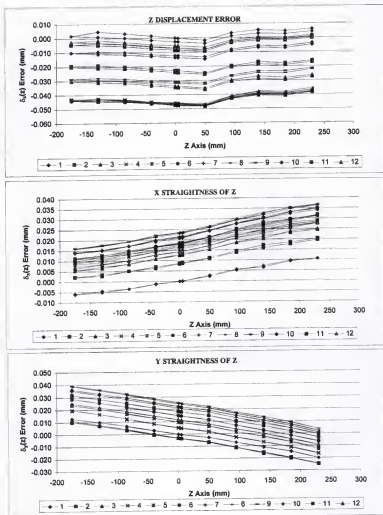 Z DISPLACEMENT ERROR
0.010
0.000
-0.010
-0.020
-0.030
-0.040
-0.050
-0.060
δz(z) Error (mm)
-200 -150 -100 -50 0 50 100 150 200 250 300
Z Axis (mm)
1 2 3 4 5 6 7 8 9 10 11 12
X STRAIGHTNESS OF Z
0.040
0.035
0.030
0.025
0.020
0.015
0.010
0.005
0.000
-0.005
-0.010
δx(z) Error (mm)
-200 -150 -100 -50 0 50 100 150 200 250 300
Z Axis (mm)
1 2 3 4 5 6 7 8 9 10 11 12
Y STRAIGHTNESS OF Z
0.050
0.040
0.030
0.020
0.010
0.000
-0.010
-0.020
-0.030
δy(z) Error (mm)
-200 -150 -100 -50 0 50 100 150 200 250 300
Z Axis (mm)
1 2 3 4 5 6 7 8 9 10 11 12